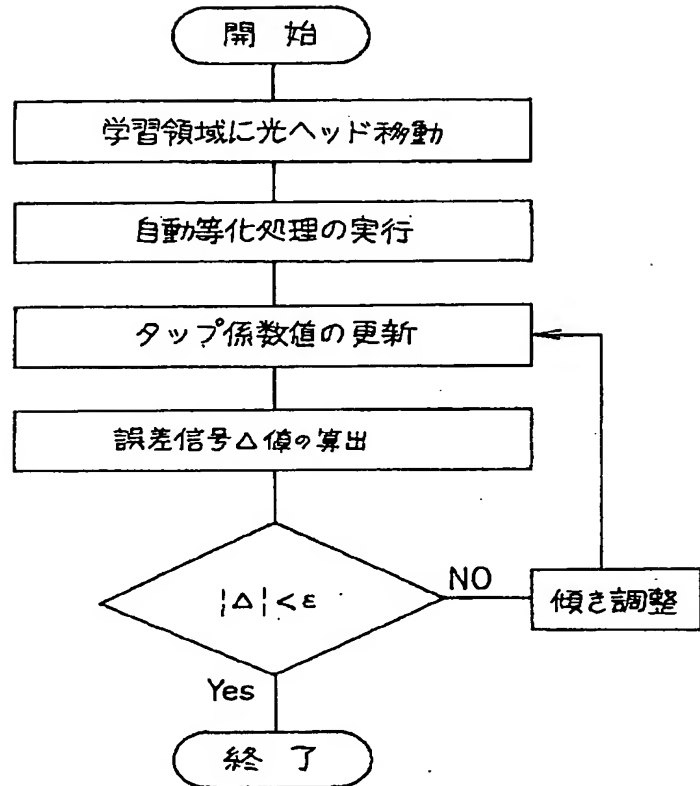 開始
学習領域に光ヘッド移動
自動等化処理の実行
タップ係数値の更新
誤差信号△値の算出
|△|<ε
NO
傾き調整
Yes
終了